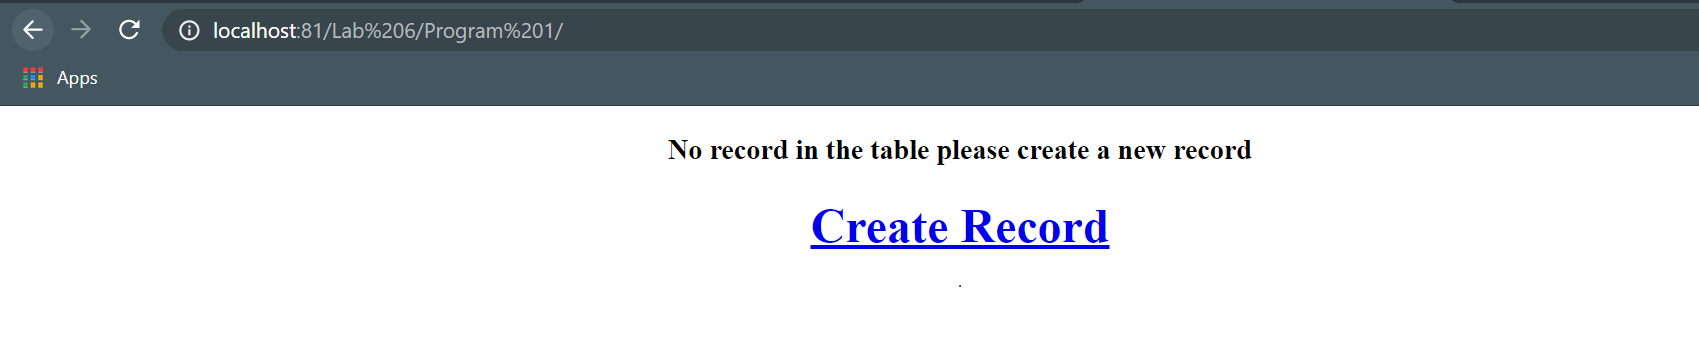 localhost:81/Lab%206/Program%201/
Apps
No record in the table please create a new record
Create Record
.